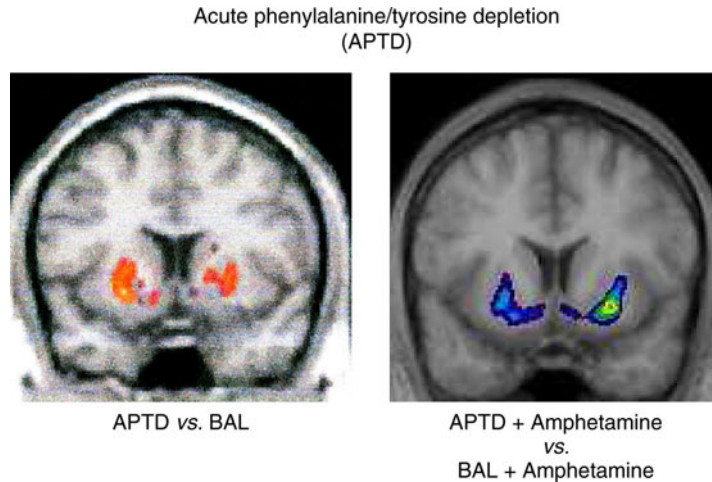 Acute phenylalanine/tyrosine depletion
(APTD)
APTD vs. BAL
APTD + Amphetamine
vs.
BAL + Amphetamine